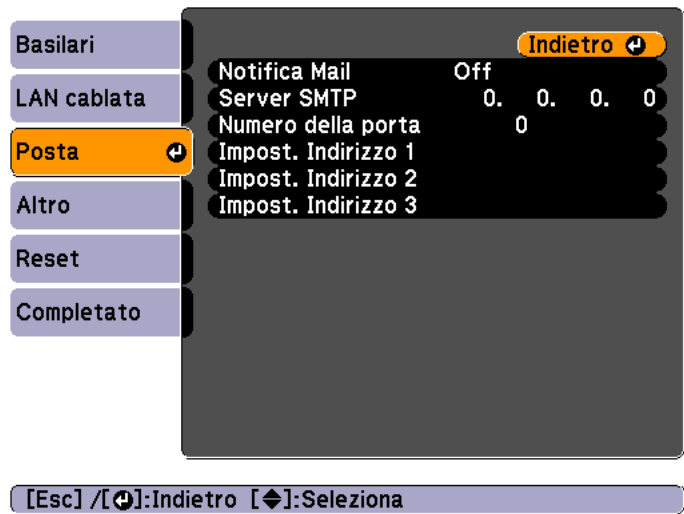 Basilari
LAN cablata
Posta
Altro
Reset
Completato
Indietro
Notifica Mail Off
Server SMTP 0. 0. 0. 0
Numero della porta 0
Impost. Indirizzo 1
Impost. Indirizzo 2
Impost. Indirizzo 3
[Esc] /[⏎]:Indietro [◆]:Seleziona